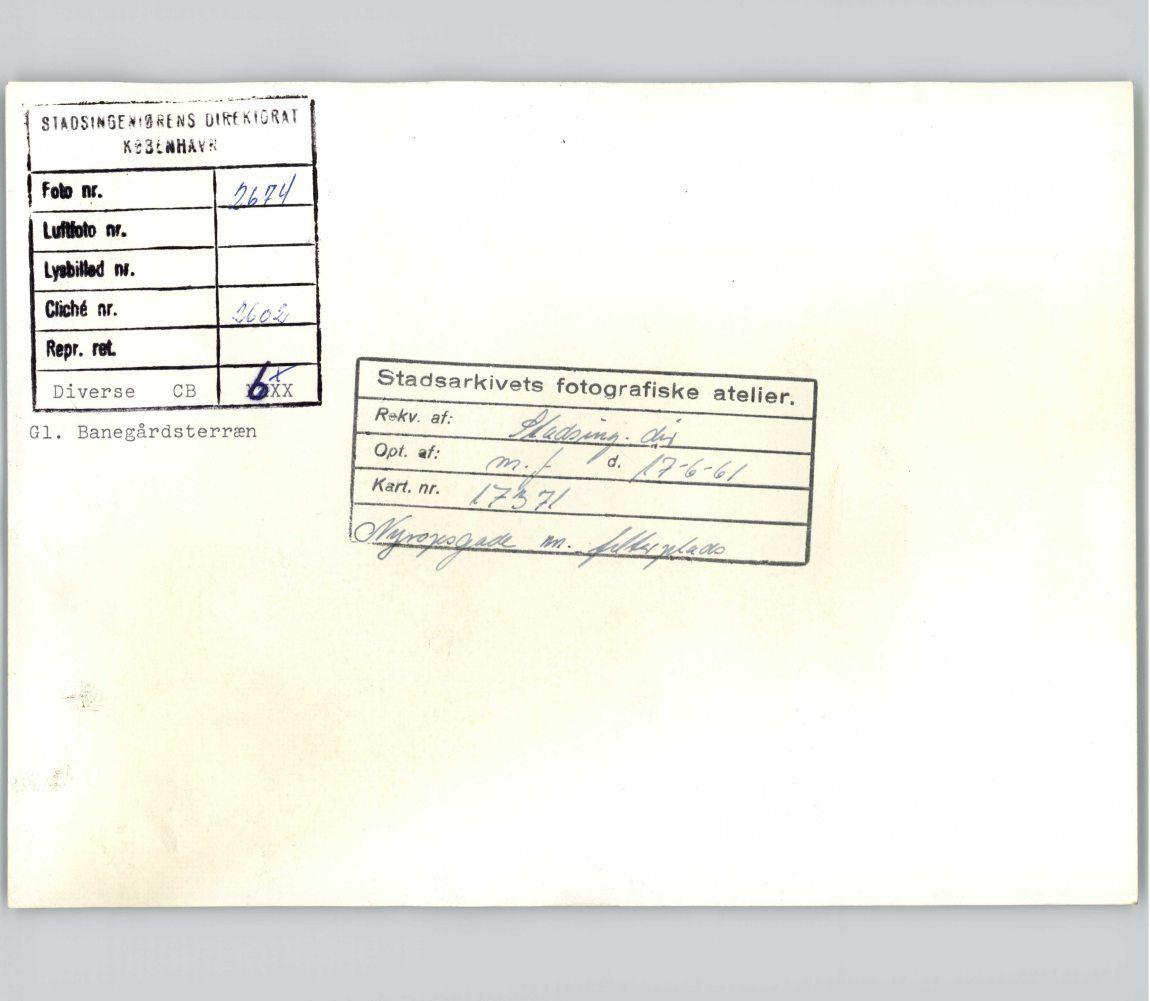 STADSINGENIØRENS DIREKTORAT
KØBENHAVN
Foto nr. 2674
Luftfoto nr.
Lysbilled nr.
Cliché nr. 2602
Repr. ret.
Diverse CB 6 x XX
Gl. Banegårdsterræn
Stadsarkivets fotografiske atelier.
Rekv. af: Stadsing. dir
Opt. af: m.f. d. 17-6-61
Kart. nr. 17371
Nyropsgade m.